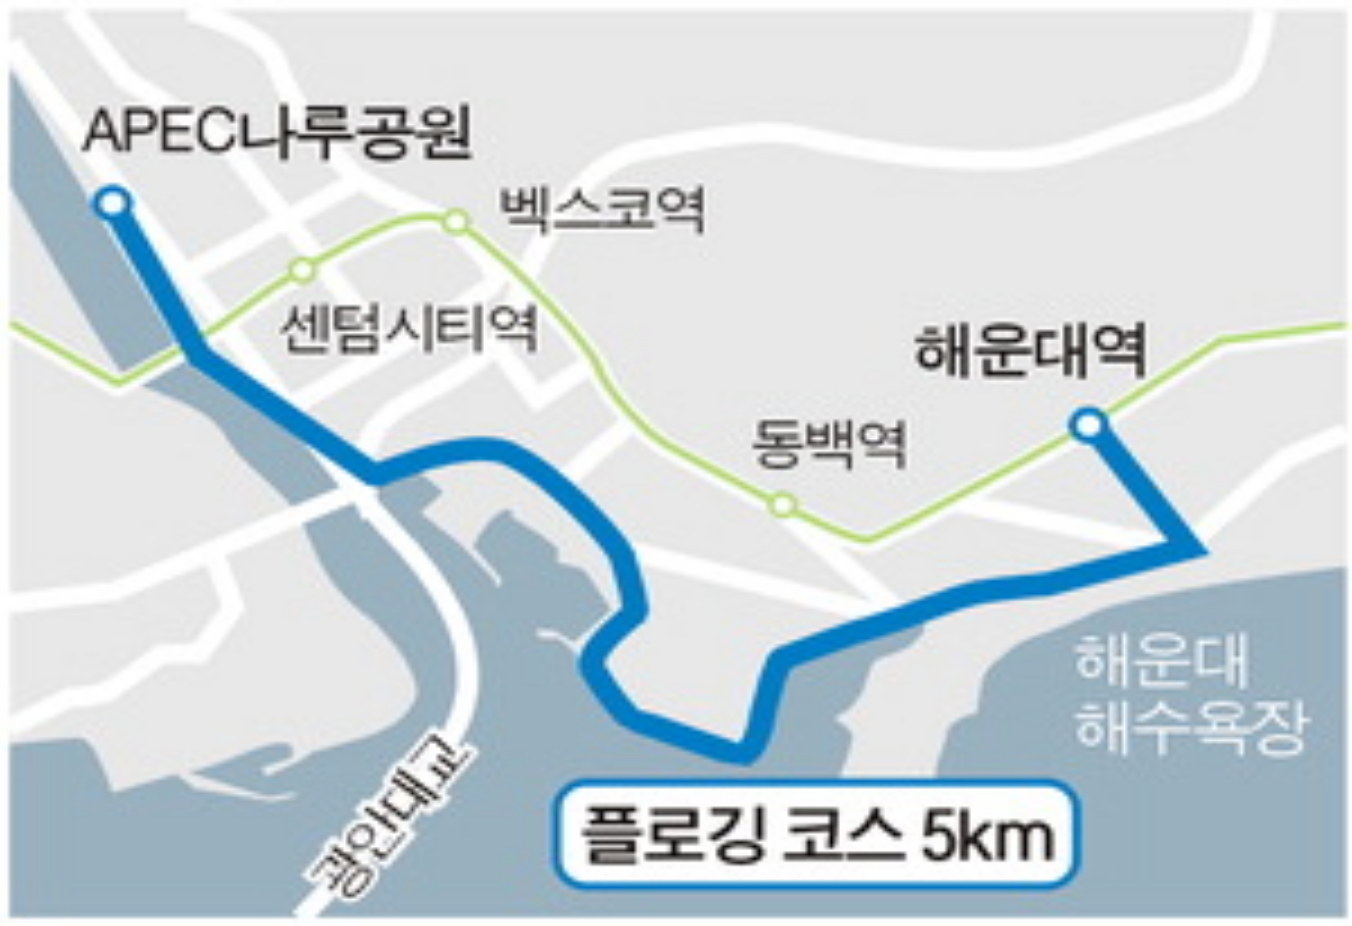 APEC나루공원
벡스코역
센텀시티역
해운대역
동백역
해운대
해수욕장
광안대교
플로깅 코스 5km